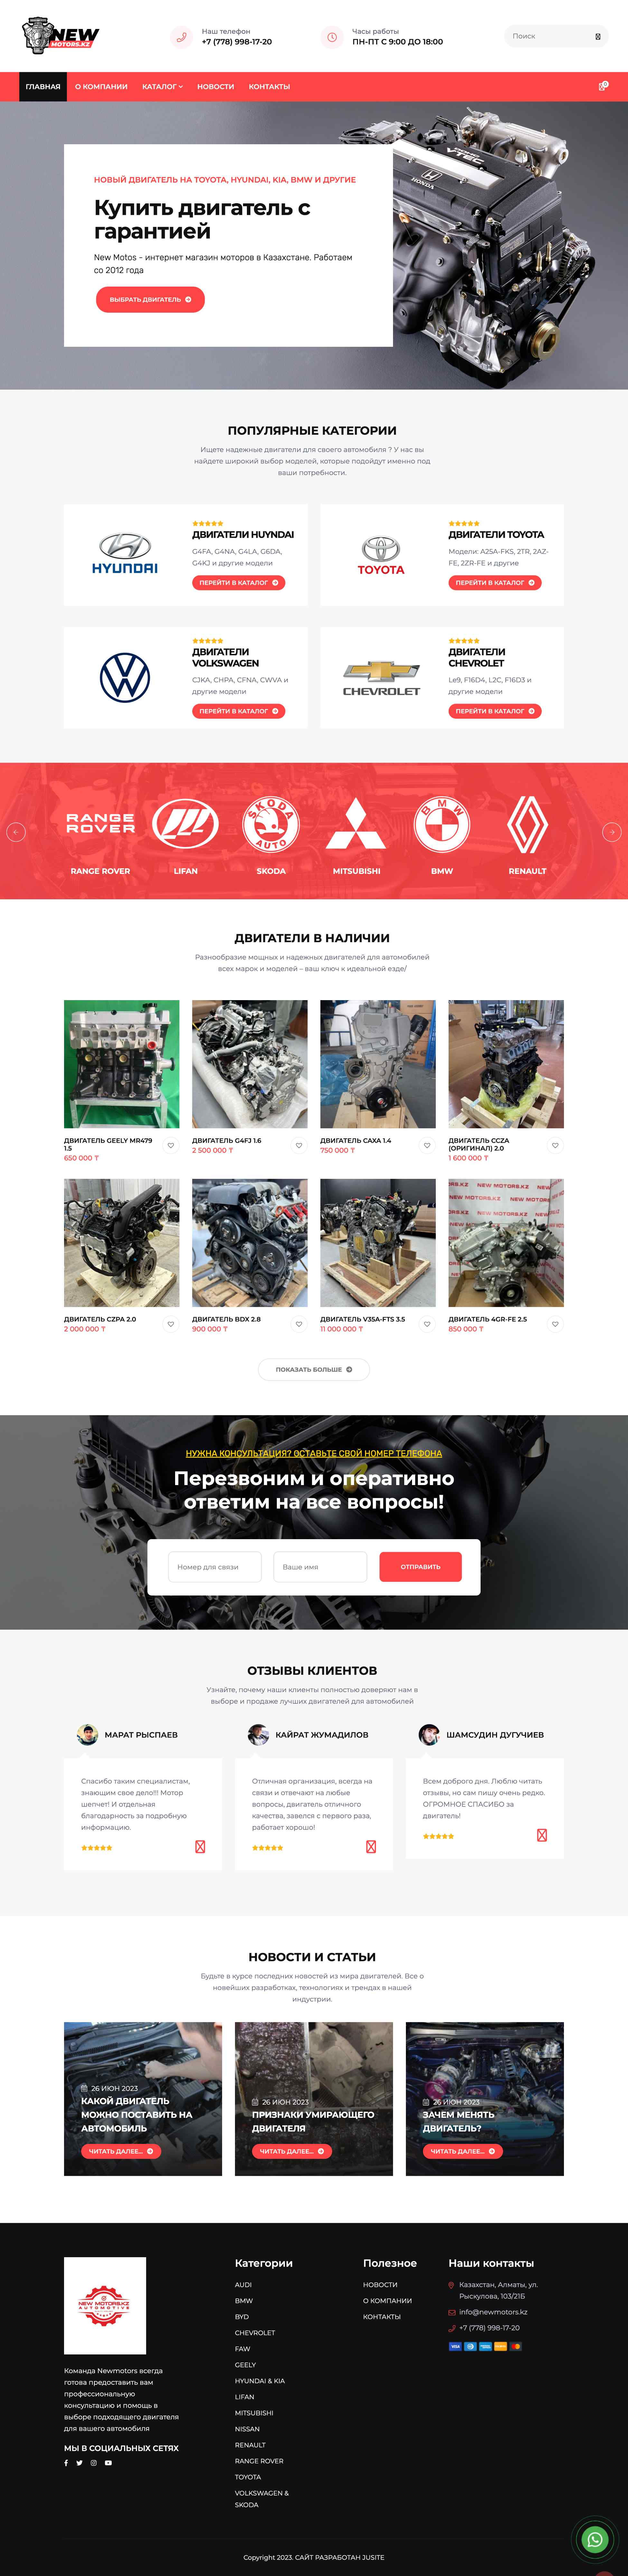 NEW
MOTORS.KZ
Наш телефон
+7 (778) 998-17-20
Часы работы
ПН-ПТ С 9:00 ДО 18:00
Поиск
ГЛАВНАЯ
О КОМПАНИИ
КАТАЛОГ
НОВОСТИ
КОНТАКТЫ
0
НОВЫЙ ДВИГАТЕЛЬ НА TOYOTA, HYUNDAI, KIA, BMW И ДРУГИЕ
Купить двигатель с
гарантией
New Motos - интернет магазин моторов в Казахстане. Работаем
со 2012 года
ВЫБРАТЬ ДВИГАТЕЛЬ
VTEC
HONDA
ПОПУЛЯРНЫЕ КАТЕГОРИИ
Ищете надежные двигатели для своего автомобиля ? У нас вы
найдете широкий выбор моделей, которые подойдут именно под
ваши потребности.
HYUNDAI
ДВИГАТЕЛИ HUYNDAI
G4FA, G4NA, G4LA, G6DA,
G4KJ и другие модели
ПЕРЕЙТИ В КАТАЛОГ
TOYOTA
ДВИГАТЕЛИ TOYOTA
Модели: A25A-FKS, 2TR, 2AZ-
FE, 2ZR-FE и другие
ПЕРЕЙТИ В КАТАЛОГ
ДВИГАТЕЛИ
VOLKSWAGEN
CJKA, CHPA, CFNA, CWVA и
другие модели
ПЕРЕЙТИ В КАТАЛОГ
CHEVROLET
ДВИГАТЕЛИ
CHEVROLET
Le9, F16D4, L2C, F16D3 и
другие модели
ПЕРЕЙТИ В КАТАЛОГ
RANGE
ROVER
SKODA
AUTO
BMW
RANGE ROVER
LIFAN
SKODA
MITSUBISHI
BMW
RENAULT
ДВИГАТЕЛИ В НАЛИЧИИ
Разнообразие мощных и надежных двигателей для автомобилей
всех марок и моделей – ваш ключ к идеальной езде/
ДВИГАТЕЛЬ GEELY MR479
1.5
650 000 ₸
ДВИГАТЕЛЬ G4FJ 1.6
2 500 000 ₸
ДВИГАТЕЛЬ CAXA 1.4
750 000 ₸
ДВИГАТЕЛЬ CCZA
(ОРИГИНАЛ) 2.0
1 600 000 ₸
ДВИГАТЕЛЬ CZPA 2.0
2 000 000 ₸
ДВИГАТЕЛЬ BDX 2.8
900 000 ₸
ДВИГАТЕЛЬ V35A-FTS 3.5
11 000 000 ₸
NEW MOTORS.KZ
ДВИГАТЕЛЬ 4GR-FE 2.5
850 000 ₸
ПОКАЗАТЬ БОЛЬШЕ
НУЖНА КОНСУЛЬТАЦИЯ? ОСТАВЬТЕ СВОЙ НОМЕР ТЕЛЕФОНА
Перезвоним и оперативно
ответим на все вопросы!
Номер для связи
Ваше имя
ОТПРАВИТЬ
ОТЗЫВЫ КЛИЕНТОВ
Узнайте, почему наши клиенты полностью доверяют нам в
выборе и продаже лучших двигателей для автомобилей
МАРАТ РЫСПАЕВ
Спасибо таким специалистам,
знающим свое дело!!! Мотор
шепчет! И отдельная
благодарность за подробную
информацию.
КАЙРАТ ЖУМАДИЛОВ
Отличная организация, всегда на
связи и отвечают на любые
вопросы, двигатель отличного
качества, завелся с первого раза,
работает хорошо!
ШАМСУДИН ДУГУЧИЕВ
Всем доброго дня. Люблю читать
отзывы, но сам пишу очень редко.
ОГРОМНОЕ СПАСИБО за
двигатель!
НОВОСТИ И СТАТЬИ
Будьте в курсе последних новостей из мира двигателей. Все о
новейших разработках, технологиях и трендах в нашей
индустрии.
26 ИЮН 2023
КАКОЙ ДВИГАТЕЛЬ
МОЖНО ПОСТАВИТЬ НА
АВТОМОБИЛЬ
ЧИТАТЬ ДАЛЕЕ...
26 ИЮН 2023
ПРИЗНАКИ УМИРАЮЩЕГО
ДВИГАТЕЛЯ
ЧИТАТЬ ДАЛЕЕ...
26 ИЮН 2023
ЗАЧЕМ МЕНЯТЬ
ДВИГАТЕЛЬ?
ЧИТАТЬ ДАЛЕЕ...
NEW MOTORS.KZ
AUTOMOTIVE
Команда Newmotors всегда
готова предоставить вам
профессиональную
консультацию и помощь в
выборе подходящего двигателя
для вашего автомобиля
МЫ В СОЦИАЛЬНЫХ СЕТЯХ
Категории
AUDI
BMW
BYD
CHEVROLET
FAW
GEELY
HYUNDAI & KIA
LIFAN
MITSUBISHI
NISSAN
RENAULT
RANGE ROVER
TOYOTA
VOLKSWAGEN &
SKODA
Полезное
НОВОСТИ
О КОМПАНИИ
КОНТАКТЫ
Наши контакты
Казахстан, Алматы, ул.
Рыскулова, 103/21Б
info@newmotors.kz
+7 (778) 998-17-20
VISA
Copyright 2023. САЙТ РАЗРАБОТАН JUSITE